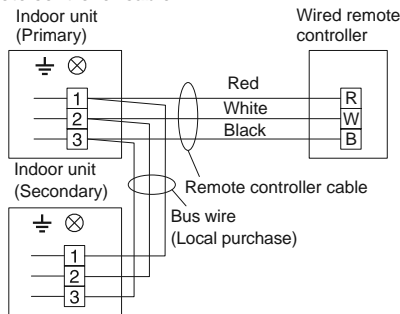 Indoor unit
(Primary)
Wired remote
controller
1
2
3
Red
White
Black
R
W
B
Indoor unit
(Secondary)
Remote controller cable
Bus wire
(Local purchase)
1
2
3